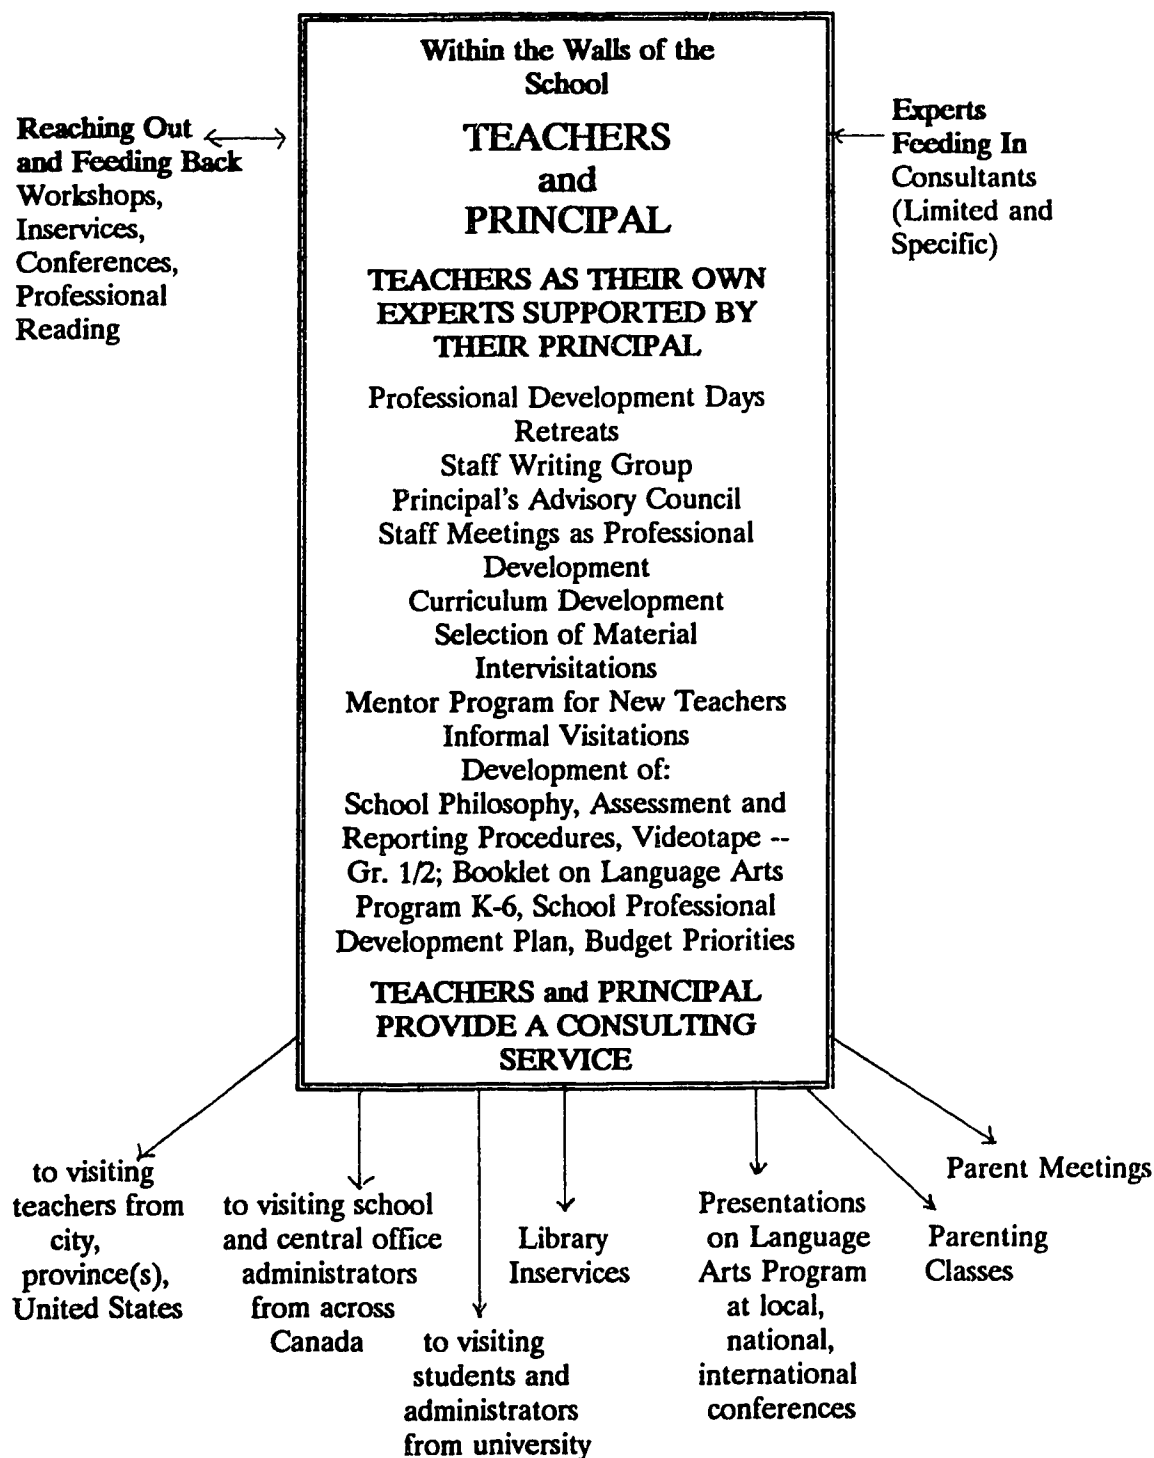 Within the Walls of the
School
TEACHERS
and
PRINCIPAL
TEACHERS AS THEIR OWN
EXPERTS SUPPORTED BY
THEIR PRINCIPAL
Professional Development Days
Retreats
Staff Writing Group
Principal's Advisory Council
Staff Meetings as Professional
Development
Curriculum Development
Selection of Material
Intervisitations
Mentor Program for New Teachers
Informal Visitations
Development of:
School Philosophy, Assessment and
Reporting Procedures, Videotape --
Gr. 1/2; Booklet on Language Arts
Program K-6, School Professional
Development Plan, Budget Priorities
TEACHERS and PRINCIPAL
PROVIDE A CONSULTING
SERVICE
Reaching Out
and Feeding Back
Workshops,
Inservices,
Conferences,
Professional
Reading
Experts
Feeding In
Consultants
(Limited and
Specific)
to visiting
teachers from
city,
province(s),
United States
to visiting school
and central office
administrators
from across
Canada
to visiting
students and
administrators
from university
Library
Inservices
Presentations
on Language
Arts Program
at local,
national,
international
conferences
Parenting
Classes
Parent Meetings